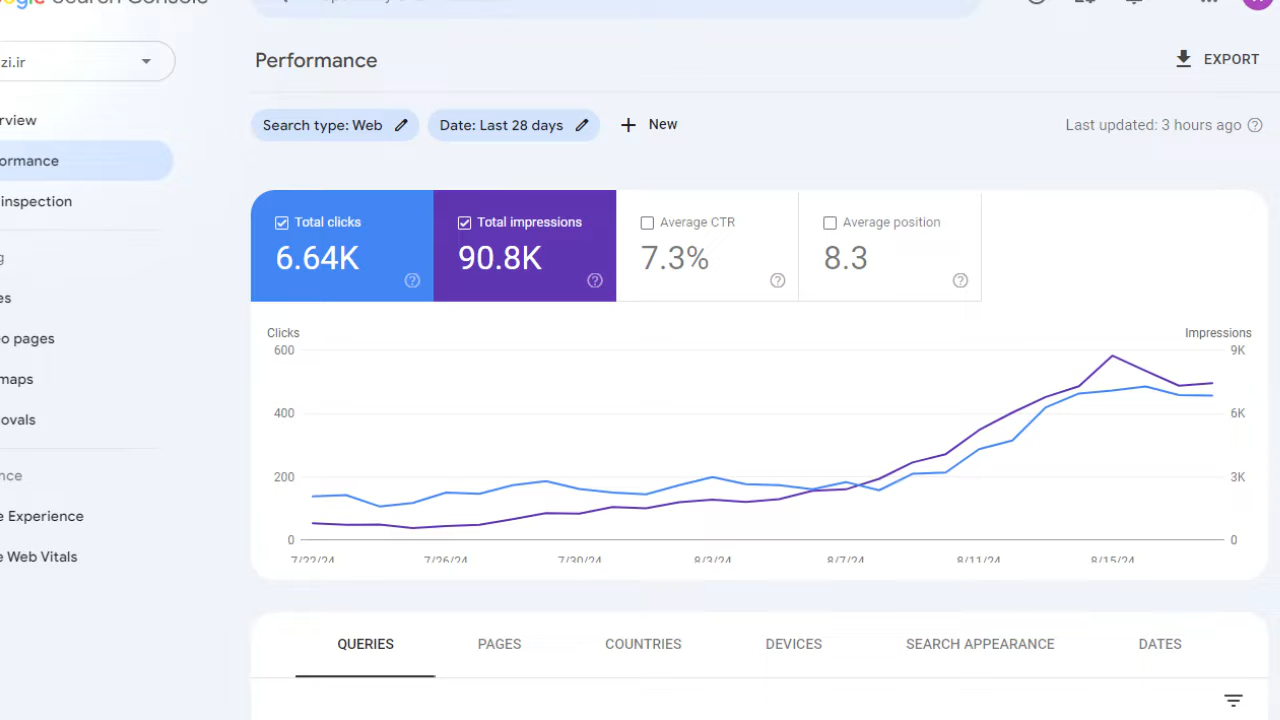 Google Search Console
zi.ir
Performance
EXPORT
Search type: Web
Date: Last 28 days
+ New
Last updated: 3 hours ago
rview
ormance
inspection
g
es
o pages
maps
ovals
nce
e Experience
e Web Vitals
Total clicks
6.64K
Total impressions
90.8K
Average CTR
7.3%
Average position
8.3
Clicks
Impressions
600
9K
400
6K
200
3K
0
0
7/22/24
7/26/24
7/30/24
8/3/24
8/7/24
8/11/24
8/15/24
QUERIES
PAGES
COUNTRIES
DEVICES
SEARCH APPEARANCE
DATES